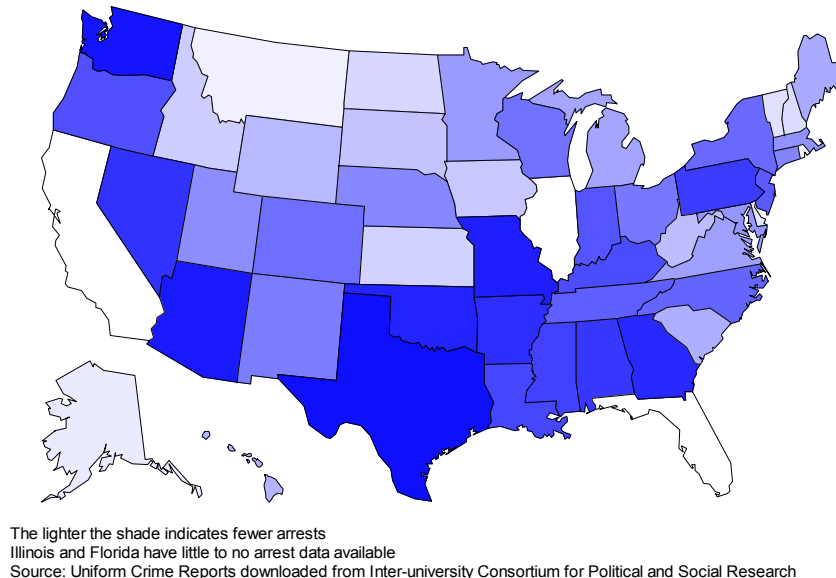 The lighter the shade indicates fewer arrests
Illinois and Florida have little to no arrest data available
Source: Uniform Crime Reports downloaded from Inter-university Consortium for Political and Social Research